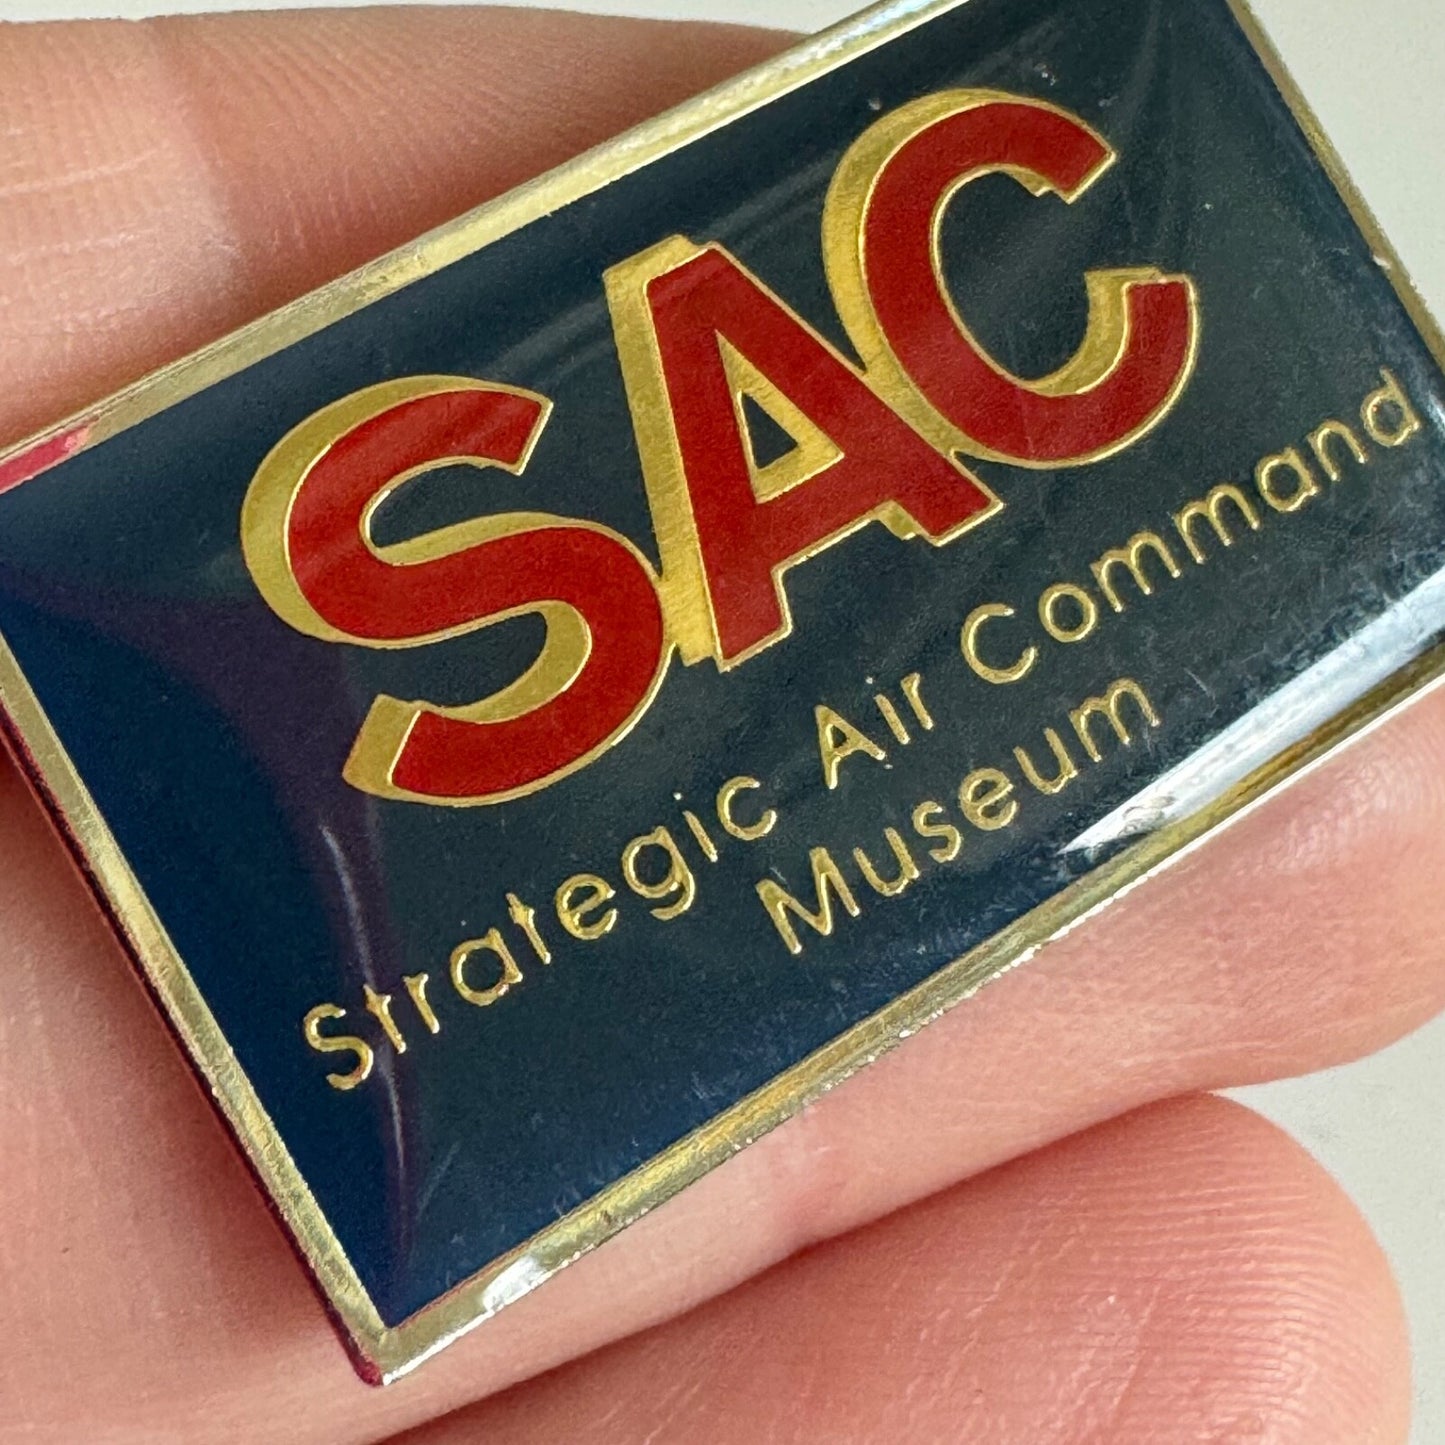 SAC
Strategic Air Command
Museum